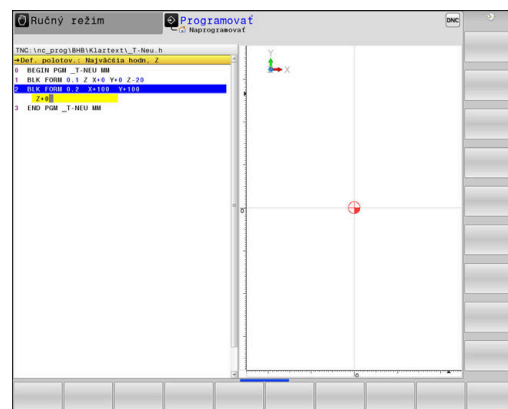 Ručný režim
Programovať
Naprogramovať
DNC
TNC:\nc_prog\BHB\Klartext\_T-Neu.h
→Def. polotov.: Najväčšia hodn. Z
0 BEGIN PGM _T-NEU MM
1 BLK FORM 0.1 Z X+0 Y+0 Z-20
2 BLK FORM 0.2 X+100 Y+100
Z+0
3 END PGM _T-NEU MM
Y
X
0
0